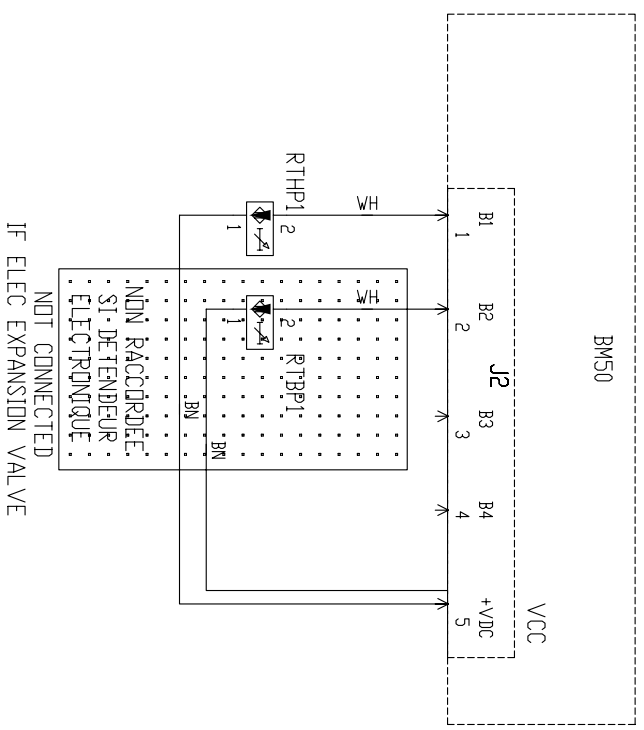 BM50
VCC
J2
B1
B2
B3
B4
+VDC
1
2
3
4
5
WH
WH
RTHP1
2
1
RTBP1
2
1
BN
BN
NON RACCORDEE
SI DETENDEUR
ELECTRONIQUE
NOT CONNECTED
IF ELEC EXPANSION VALVE